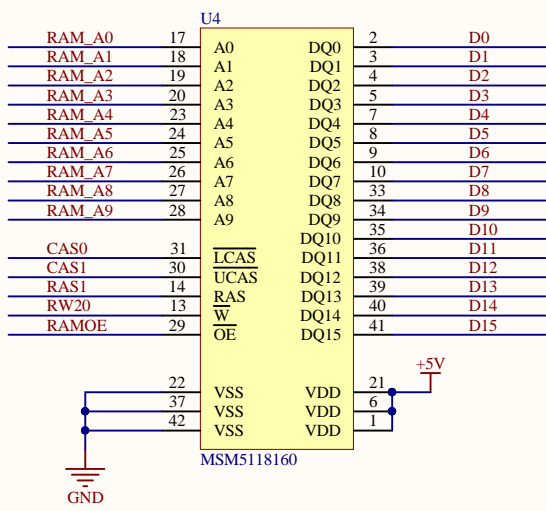 U4
RAM_A0 17 A0 DQ0 2 D0
RAM_A1 18 A1 DQ1 3 D1
RAM_A2 19 A2 DQ2 4 D2
RAM_A3 20 A3 DQ3 5 D3
RAM_A4 23 A4 DQ4 7 D4
RAM_A5 24 A5 DQ5 8 D5
RAM_A6 25 A6 DQ6 9 D6
RAM_A7 26 A7 DQ7 10 D7
RAM_A8 27 A8 DQ8 33 D8
RAM_A9 28 A9 DQ9 34 D9
DQ10 35 D10
CAS0 31 LCAS DQ11 36 D11
CAS1 30 UCAS DQ12 38 D12
RAS1 14 RAS DQ13 39 D13
RW20 13 W DQ14 40 D14
RAMOE 29 OE DQ15 41 D15
+5V
22 VSS VDD 21
37 VSS VDD 6
42 VSS VDD 1
MSM5118160
GND